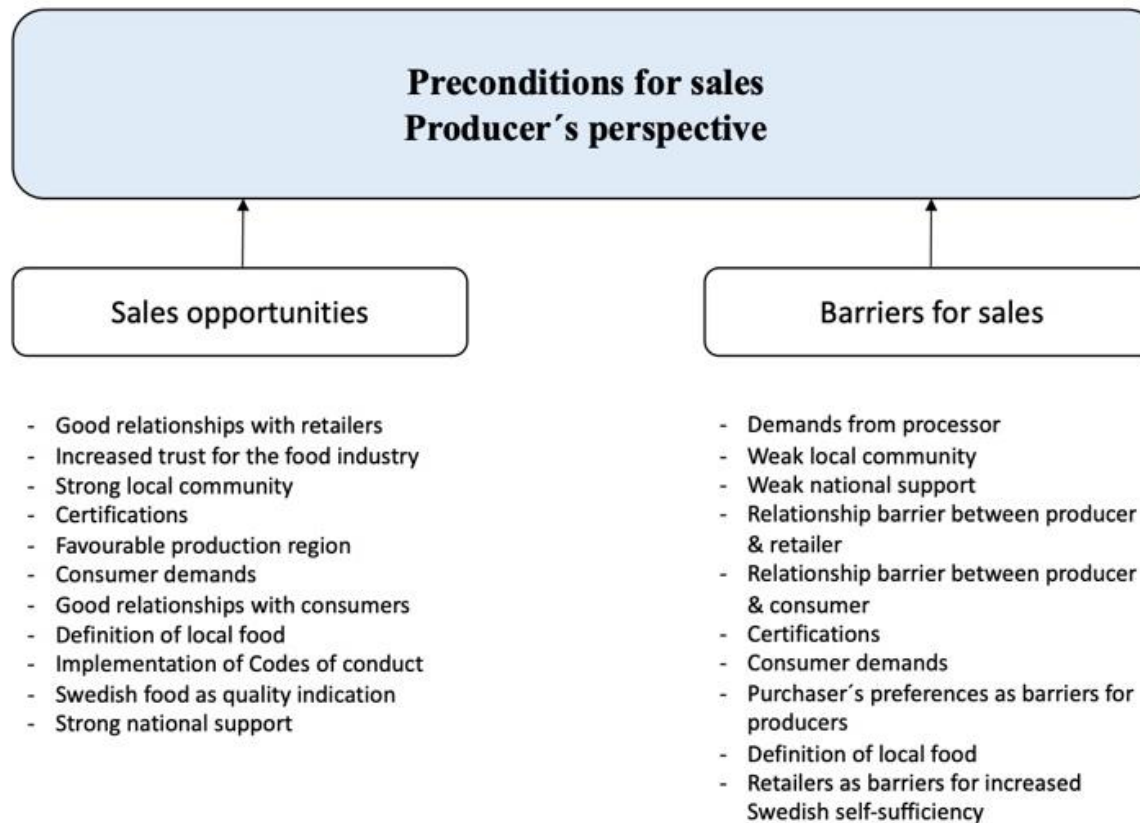 Preconditions for sales
Producer´s perspective
Sales opportunities
- Good relationships with retailers
- Increased trust for the food industry
- Strong local community
- Certifications
- Favourable production region
- Consumer demands
- Good relationships with consumers
- Definition of local food
- Implementation of Codes of conduct
- Swedish food as quality indication
- Strong national support
Barriers for sales
- Demands from processor
- Weak local community
- Weak national support
- Relationship barrier between producer
& retailer
- Relationship barrier between producer
& consumer
- Certifications
- Consumer demands
- Purchaser´s preferences as barriers for
producers
- Definition of local food
- Retailers as barriers for increased
Swedish self-sufficiency